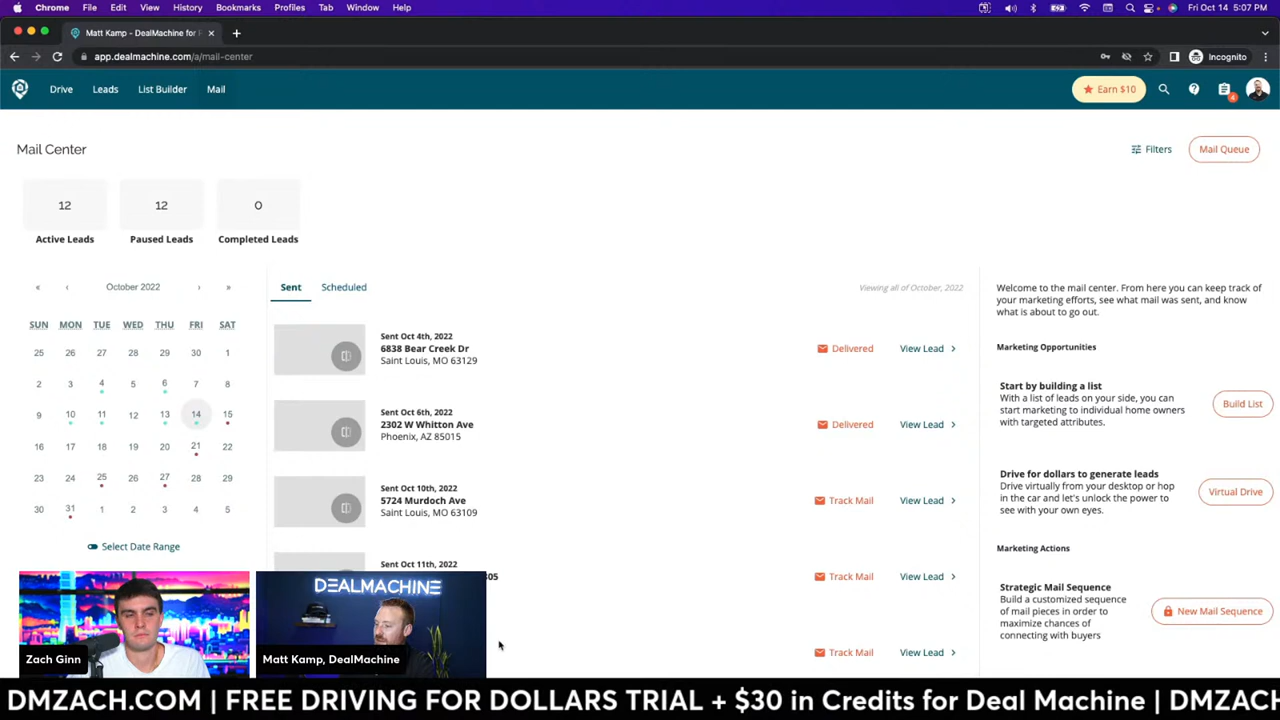 Chrome File Edit View History Bookmarks Profiles Tab Window Help Fri Oct 14 5:07 PM
Matt Kamp - DealMachine for
app.dealmachine.com/a/mail-center Incognito
Drive Leads List Builder Mail Earn $10 4
Mail Center Filters Mail Queue
12 12 0
Active Leads Paused Leads Completed Leads
« ‹ October 2022 › »
SUN MON TUE WED THU FRI SAT
25 26 27 28 29 30 1
2 3 4 5 6 7 8
9 10 11 12 13 14 15
16 17 18 19 20 21 22
23 24 25 26 27 28 29
30 31 1 2 3 4 5
Select Date Range
Sent Scheduled Viewing all of October, 2022
Sent Oct 4th, 2022
6838 Bear Creek Dr
Saint Louis, MO 63129
Delivered View Lead
Sent Oct 6th, 2022
2302 W Whitton Ave
Phoenix, AZ 85015
Delivered View Lead
Sent Oct 10th, 2022
5724 Murdoch Ave
Saint Louis, MO 63109
Track Mail View Lead
Sent Oct 11th, 2022
305
Track Mail View Lead
Track Mail View Lead
Welcome to the mail center. From here you can keep track of
your marketing efforts, see what mail was sent, and know
what is about to go out.
Marketing Opportunities
Start by building a list
With a list of leads on your side, you can
start marketing to individual home owners
with targeted attributes.
Build List
Drive for dollars to generate leads
Drive virtually from your desktop or hop
in the car and let's unlock the power to
see with your own eyes.
Virtual Drive
Marketing Actions
Strategic Mail Sequence
Build a customized sequence
of mail pieces in order to
maximize chances of
connecting with buyers
New Mail Sequence
DEALMACHINE
Zach Ginn
Matt Kamp, DealMachine
DMZACH.COM | FREE DRIVING FOR DOLLARS TRIAL + $30 in Credits for Deal Machine | DMZACH